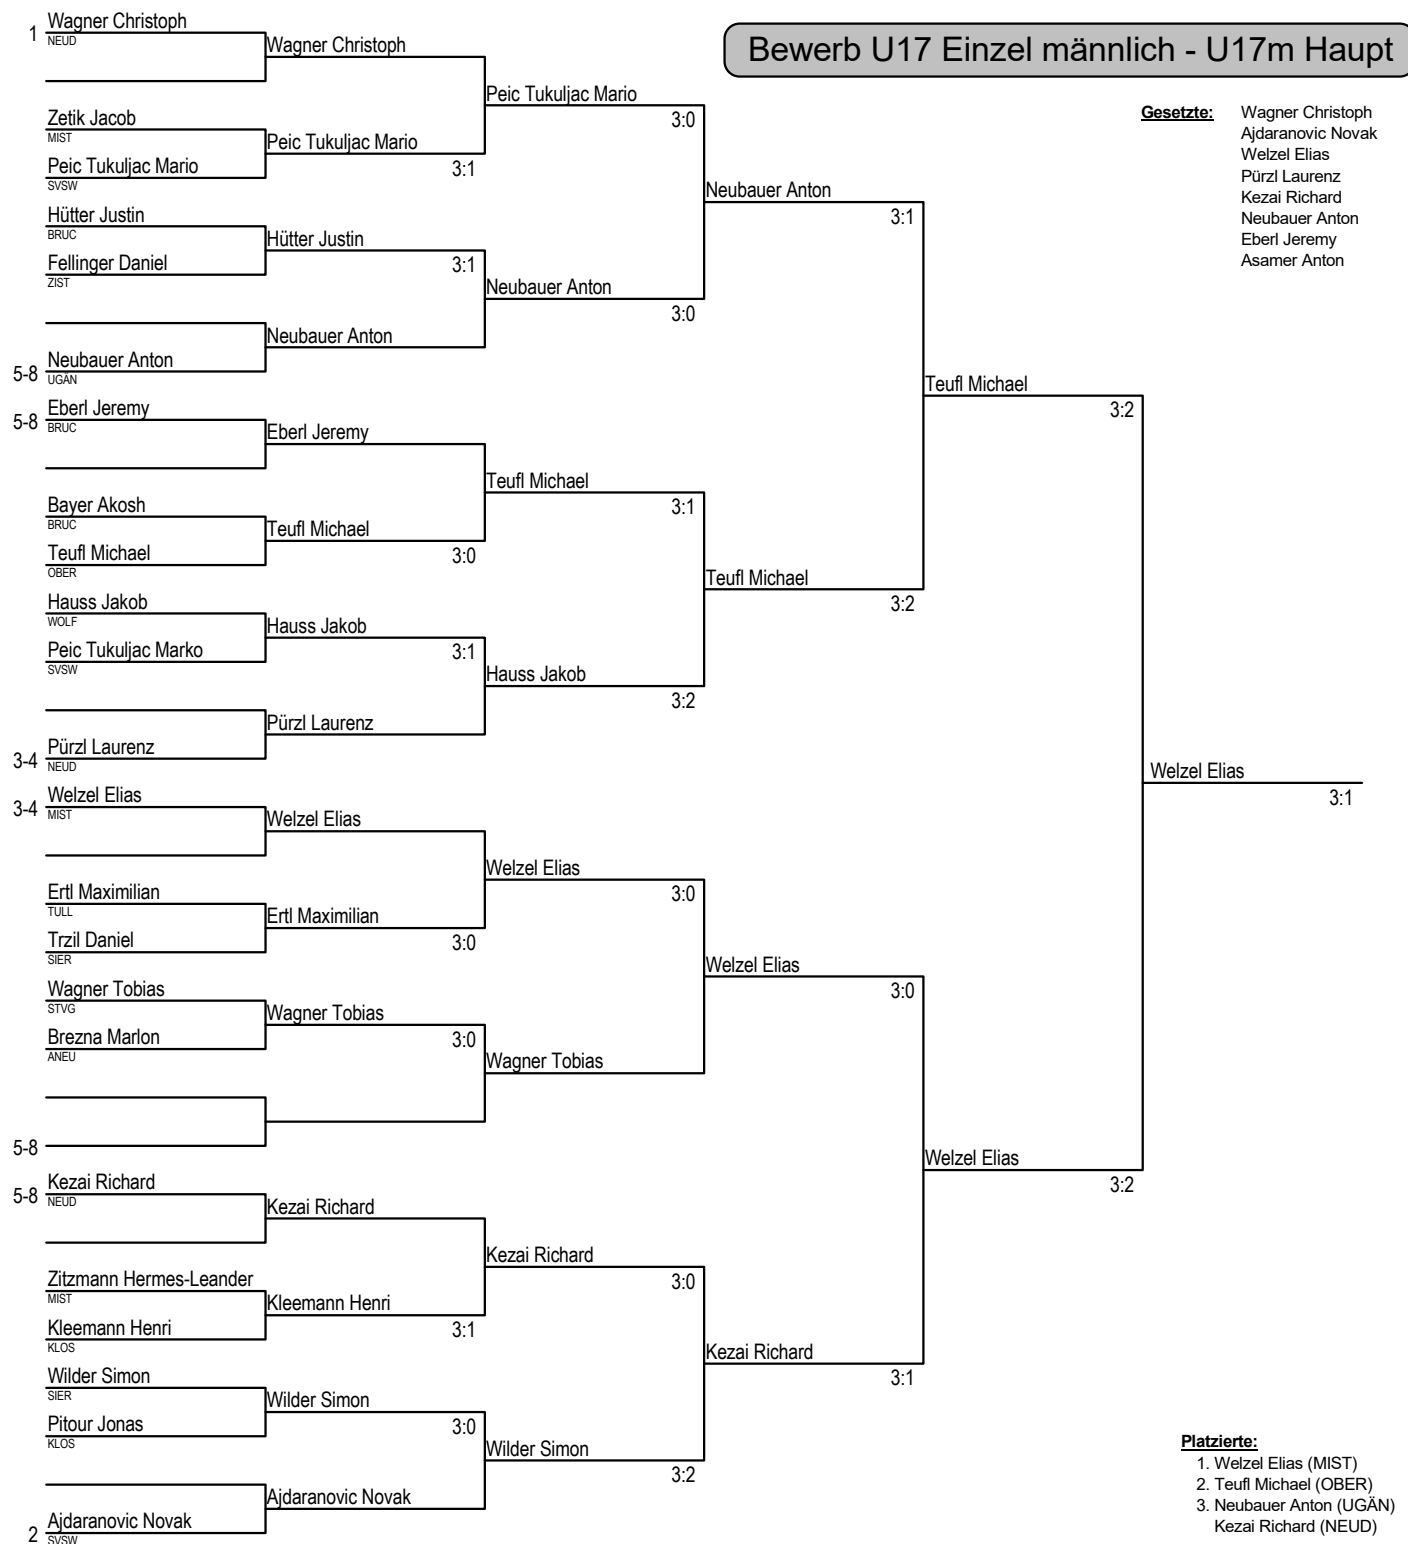 Bewerb U17 Einzel männlich - U17m Haupt
Gesetzte: Wagner Christoph
Ajdaranovic Novak
Welzel Elias
Pürzl Laurenz
Kezai Richard
Neubauer Anton
Eberl Jeremy
Asamer Anton
1 Wagner Christoph
NEUD
Zetik Jacob
MIST
Peic Tukuljac Mario
SVSW
Hütter Justin
BRUC
Fellinger Daniel
ZIST
5-8 Neubauer Anton
UGÄN
5-8 Eberl Jeremy
BRUC
Bayer Akosh
BRUC
Teufl Michael
OBER
Hauss Jakob
WOLF
Peic Tukuljac Marko
SVSW
3-4 Pürzl Laurenz
NEUD
3-4 Welzel Elias
MIST
Ertl Maximilian
TULL
Trzil Daniel
SIER
Wagner Tobias
STVG
Brezna Marlon
ANEU
5-8
5-8 Kezai Richard
NEUD
Zitzmann Hermes-Leander
MIST
Kleemann Henri
KLOS
Wilder Simon
SIER
Pitour Jonas
KLOS
2 Ajdaranovic Novak
SVSW
Wagner Christoph
Peic Tukuljac Mario
3:1
Hütter Justin
3:1
Neubauer Anton
Eberl Jeremy
Teufl Michael
3:0
Hauss Jakob
3:1
Pürzl Laurenz
Welzel Elias
Ertl Maximilian
3:0
Wagner Tobias
3:0
Kezai Richard
Kleemann Henri
3:1
Wilder Simon
3:0
Ajdaranovic Novak
Peic Tukuljac Mario
3:0
Neubauer Anton
3:0
Teufl Michael
3:1
Hauss Jakob
3:2
Welzel Elias
3:0
Wagner Tobias
Kezai Richard
3:0
Wilder Simon
3:2
Neubauer Anton
3:1
Teufl Michael
3:2
Welzel Elias
3:0
Kezai Richard
3:1
Teufl Michael
3:2
Welzel Elias
3:2
Welzel Elias
3:1
Platzierte:
1. Welzel Elias (MIST)
2. Teufl Michael (OBER)
3. Neubauer Anton (UGÄN)
Kezai Richard (NEUD)